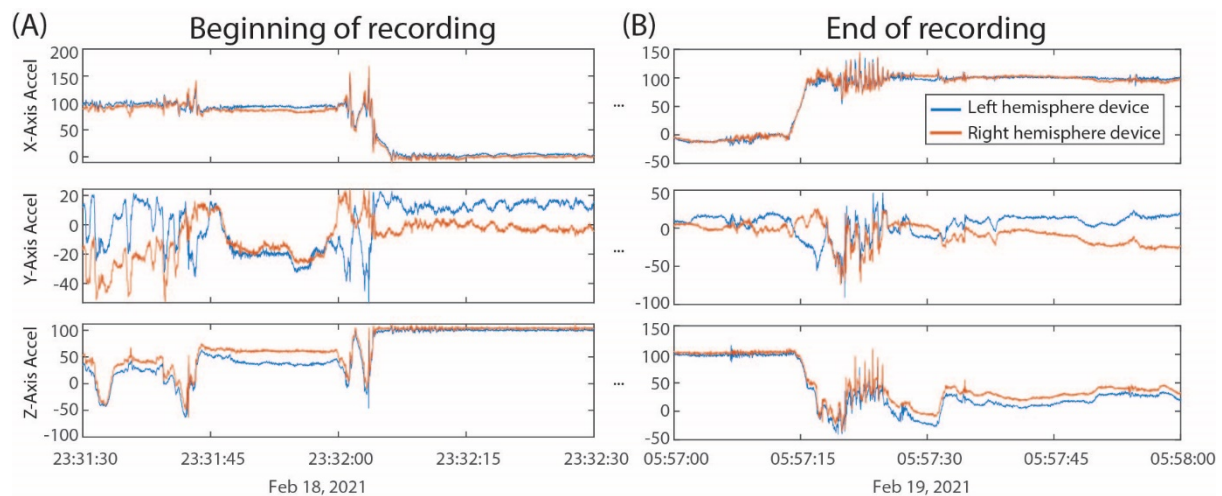 (A) Beginning of recording
X-Axis Accel
200
150
100
50
0
Y-Axis Accel
20
0
-20
-40
Z-Axis Accel
100
50
0
-50
-100
23:31:30 23:31:45 23:32:00 23:32:15 23:32:30
Feb 18, 2021
(B) End of recording
...
150
100
50
0
-50
Left hemisphere device
Right hemisphere device
...
50
0
-50
-100
...
150
100
50
0
-50
05:57:00 05:57:15 05:57:30 05:57:45 05:58:00
Feb 19, 2021